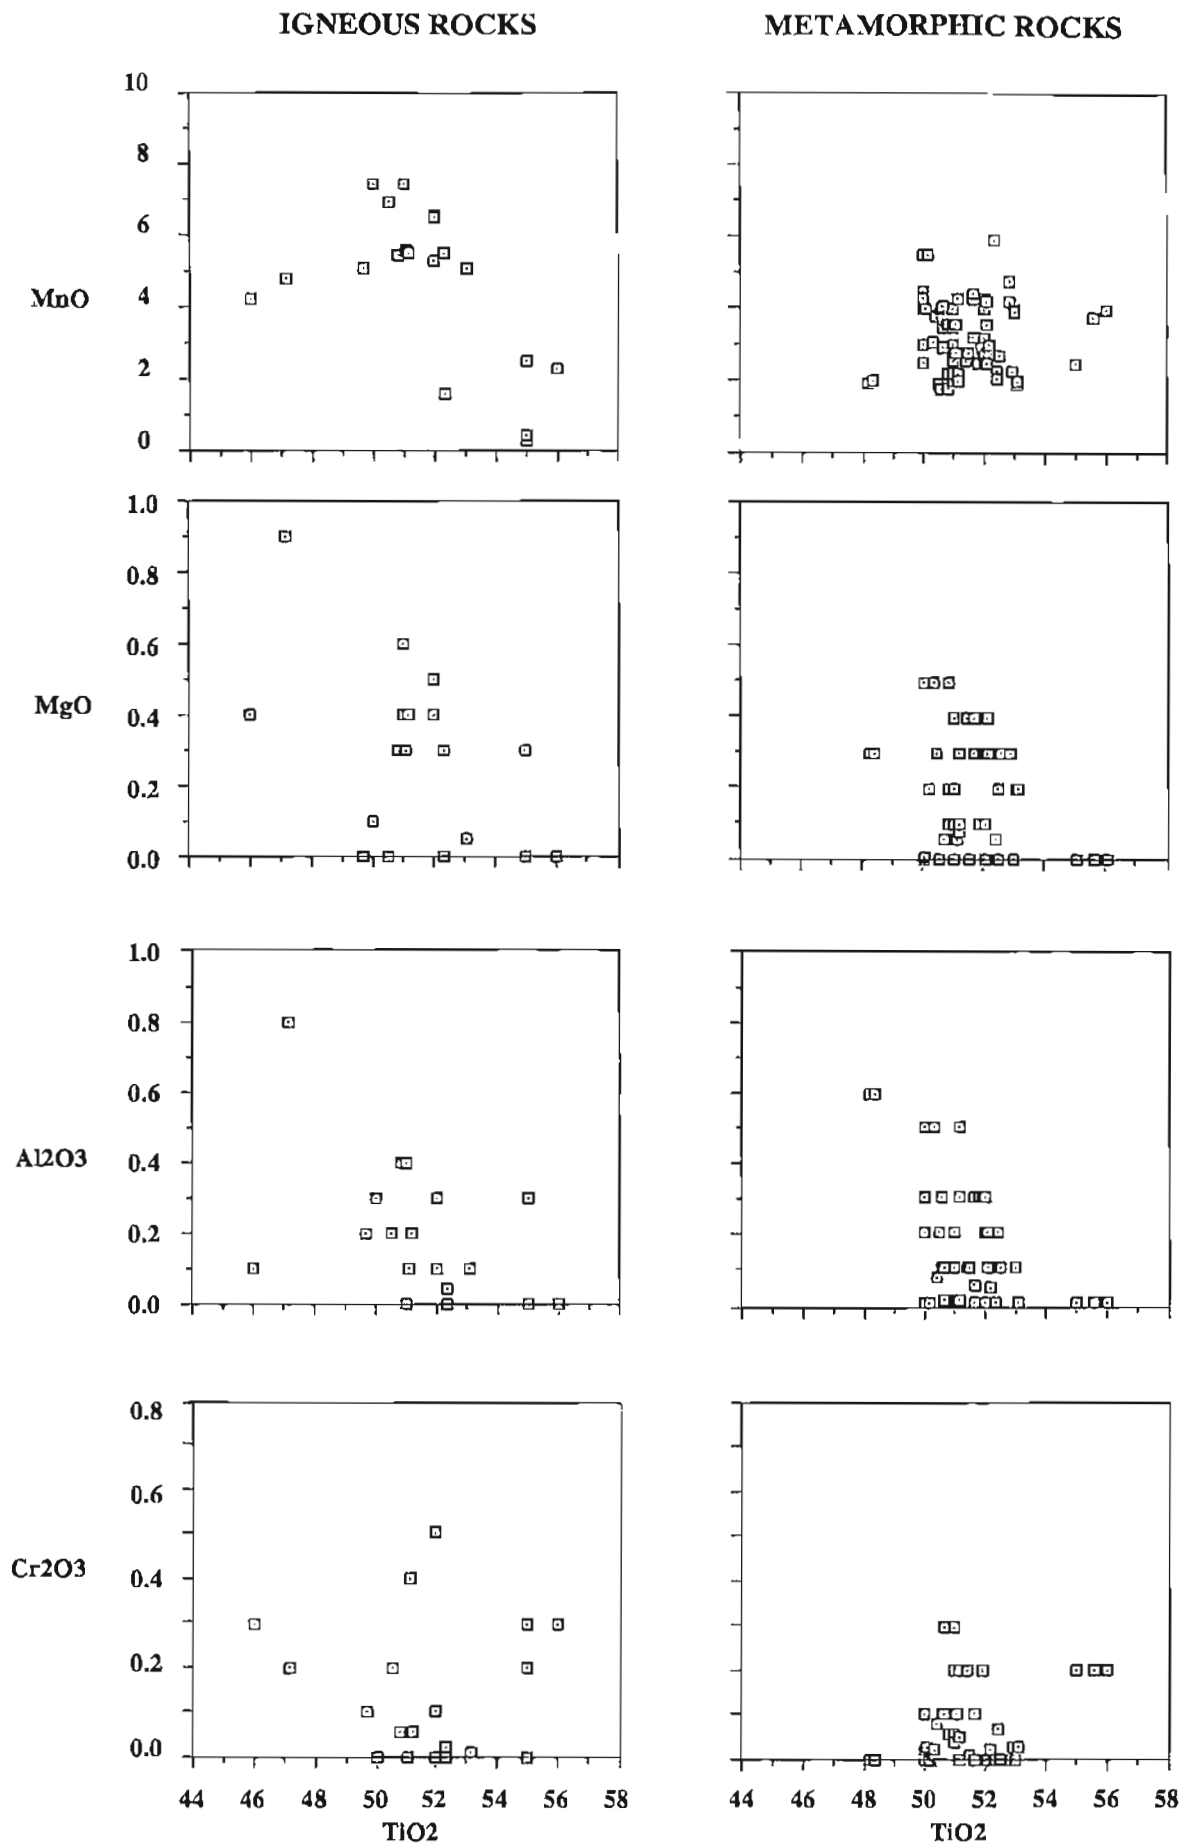 IGNEOUS ROCKS METAMORPHIC ROCKS
10
8
6
MnO 4
2
0
1.0
0.8
0.6
MgO
0.4
0.2
0.0
1.0
0.8
0.6
Al2O3 0.4
0.2
0.0
0.8
0.6
Cr2O3 0.4
0.2
0.0
44 46 48 50 52 54 56 58 44 46 48 50 52 54 56 58
TiO2 TiO2